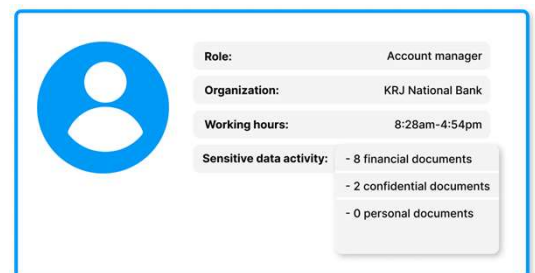 Role: Account manager
Organization: KRJ National Bank
Working hours: 8:28am-4:54pm
Sensitive data activity: - 8 financial documents
- 2 confidential documents
- 0 personal documents